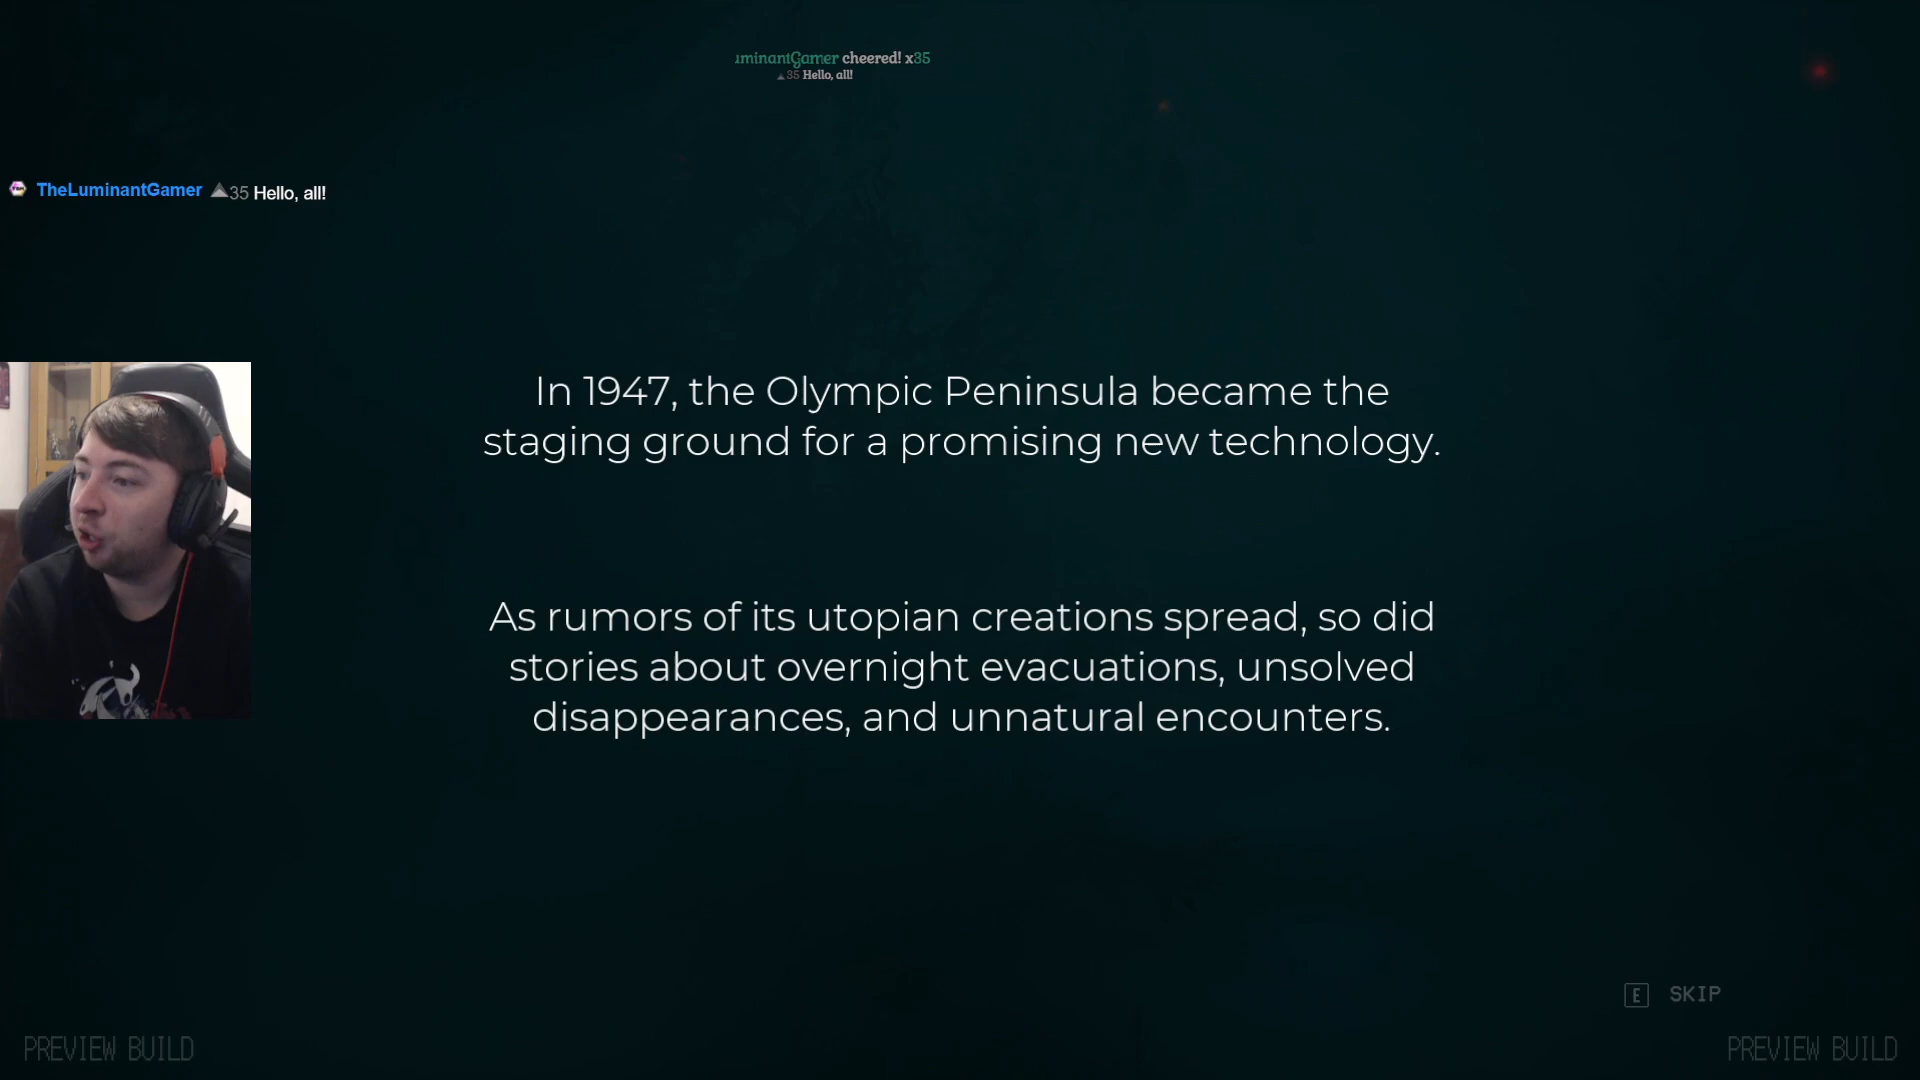 uminantGamer cheered! x35
35 Hello, all!
TheLuminantGamer 35 Hello, all!
In 1947, the Olympic Peninsula became the
staging ground for a promising new technology.
As rumors of its utopian creations spread, so did
stories about overnight evacuations, unsolved
disappearances, and unnatural encounters.
E SKIP
PREVIEW BUILD
PREVIEW BUILD